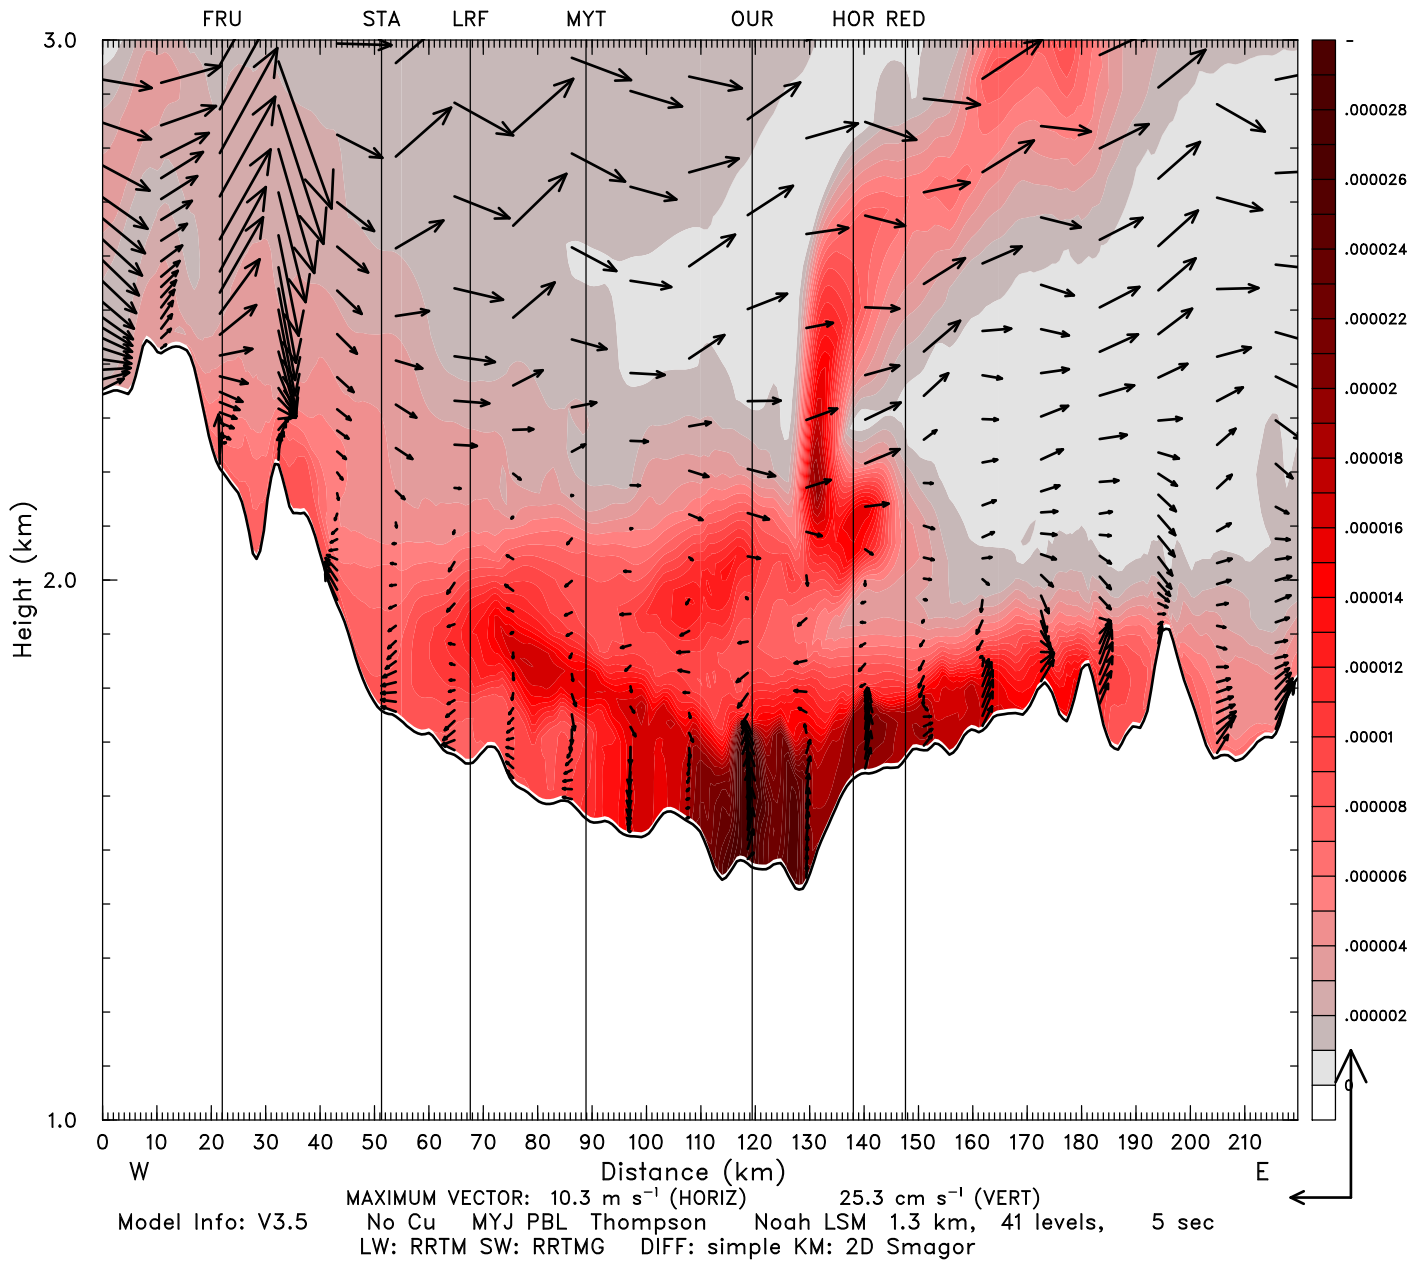 FRU STA LRF MYT OUR HOR RED
3.0
2.0
1.0
Height (km)
-
.000028
.000026
.000024
.000022
.00002
.000018
.000016
.000014
.000012
.00001
.000008
.000006
.000004
.000002
0
0 10 20 30 40 50 60 70 80 90 100 110 120 130 140 150 160 170 180 190 200 210
W Distance (km) E
MAXIMUM VECTOR: 10.3 m s⁻¹ (HORIZ) 25.3 cm s⁻¹ (VERT)
Model Info: V3.5 No Cu MYJ PBL Thompson Noah LSM 1.3 km, 41 levels, 5 sec
LW: RRTM SW: RRTMG DIFF: simple KM: 2D Smagor